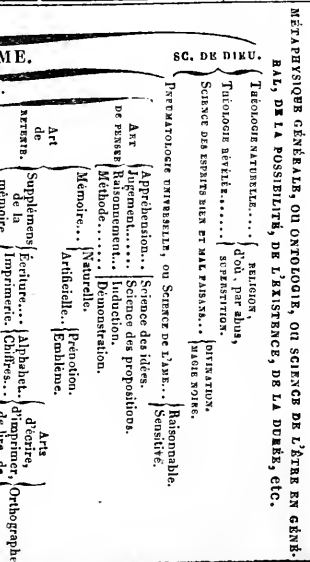 MÉTAPHYSIQUE GÉNÉRALE, OU ONTOLOGIE, OU SCIENCE DE L'ÊTRE EN GÉNÉ-
RAL, DE LA POSSIBILITÉ, DE L'EXISTENCE, DE LA DURÉE, etc.
SC. DE DIEU.
THÉOLOGIE NATURELLE......
THÉOLOGIE RÉVÉLÉE......
RELIGION,
d'où, par abus,
SUPERSTITION.
SCIENCE DES ESPRITS BIEN ET MAL FAISANS...
DIVINATION.
MAGIE NOIRE.
ME.
PNEUMATOLOGIE UNIVERSELLE, OU SCIENCE DE L'AME...
Raisonnable.
Sensitive.
ART
DE PENSER
Appréhension...
Science des idées.
Jugement......
Science des propositions.
Raisonnement...
Induction.
Méthode........
Démonstration.
Art
de
RETENIR.
Mémoire...
Naturelle.
Artificielle...
Prénotion.
Emblème.
Supplémens
de la
mémoire
Écriture...
Imprimerie.
Alphabet.
Chiffres...
Arts
d'écrire,
d'imprimer,
de lire, de
Orthographe